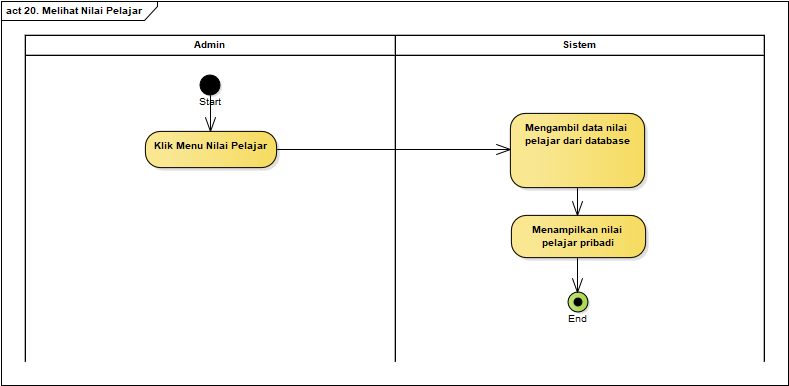 act 20. Melihat Nilai Pelajar
Admin
Sistem
Start
Klik Menu Nilai Pelajar
Mengambil data nilai
pelajar dari database
Menampilkan nilai
pelajar pribadi
End